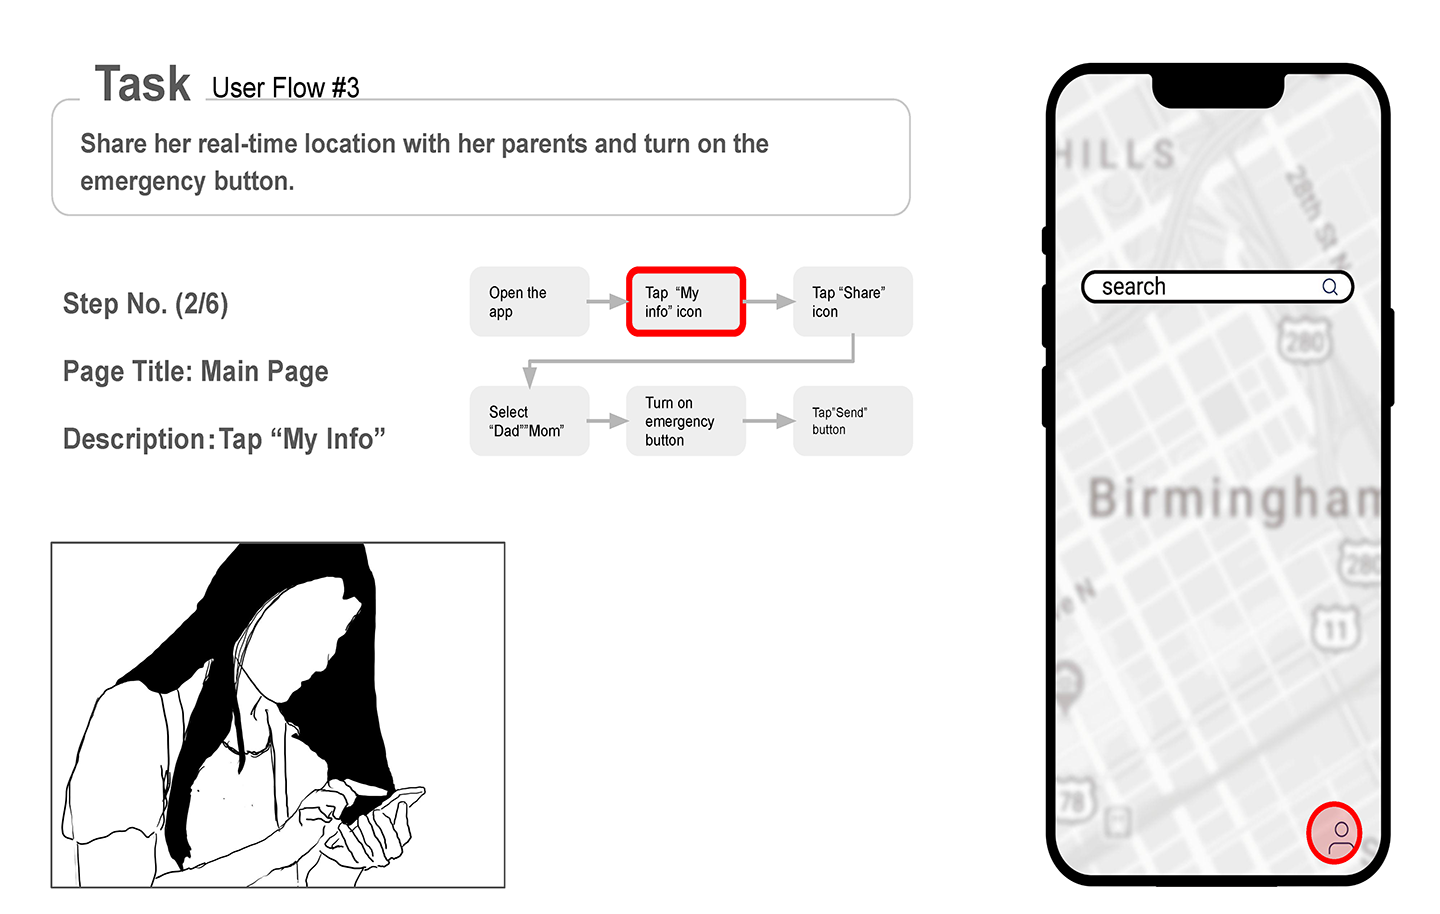 Task User Flow #3
Share her real-time location with her parents and turn on the
emergency button.
Step No. (2/6)
Page Title: Main Page
Description:Tap “My Info”
Open the
app
Tap “My
info” icon
Tap “Share”
icon
Select
“Dad””Mom”
Turn on
emergency
button
Tap"Send"
button
HILLS
28th St N
search
280
Birmingham
280
e N
11
78